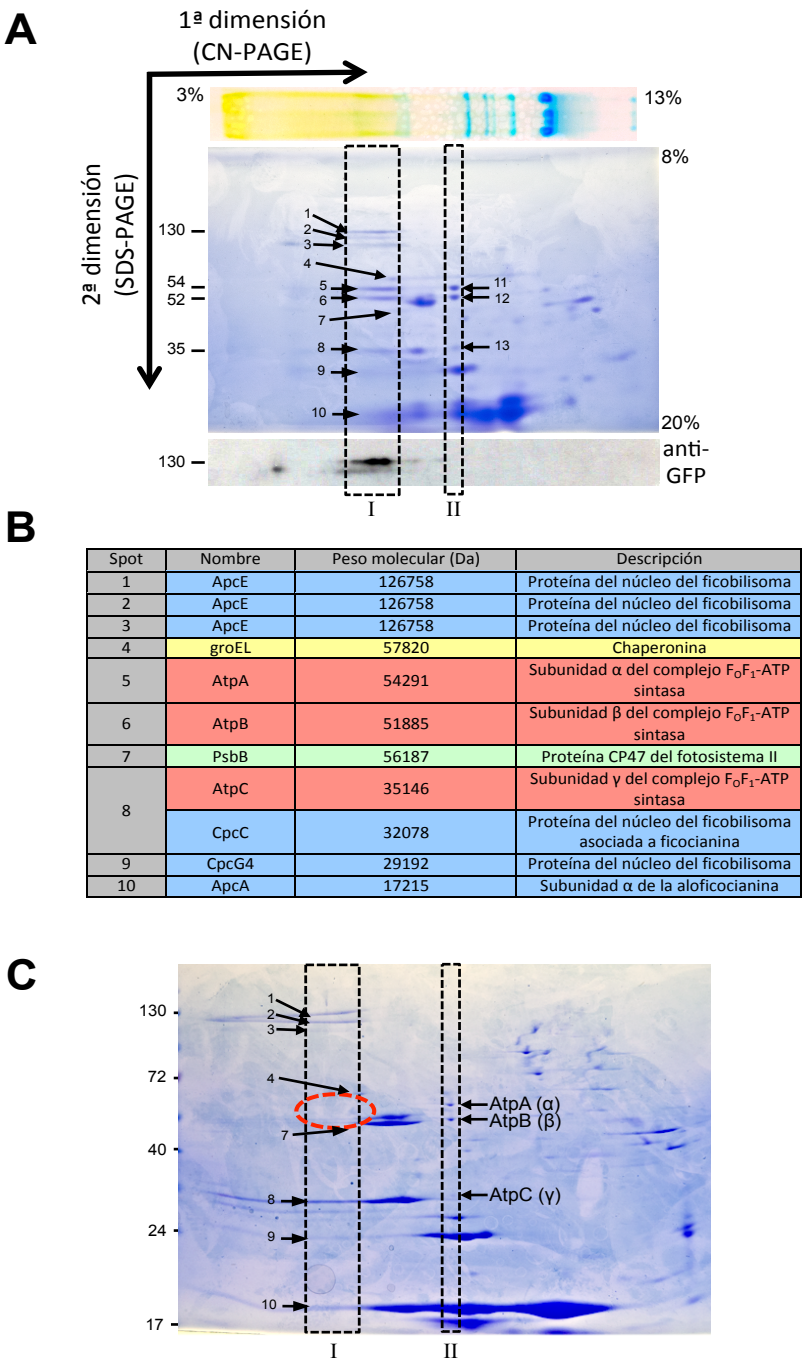 A
1ª dimensión
(CN-PAGE)
3%
13%
2ª dimensión
(SDS-PAGE)
8%
130
54
52
35
1
2
3
4
5
6
7
8
9
10
11
12
13
20%
anti-
GFP
130
I
II
B
Spot Nombre Peso molecular (Da) Descripción
1 ApcE 126758 Proteína del núcleo del ficobilisoma
2 ApcE 126758 Proteína del núcleo del ficobilisoma
3 ApcE 126758 Proteína del núcleo del ficobilisoma
4 groEL 57820 Chaperonina
5 AtpA 54291 Subunidad α del complejo FOF1-ATP
sintasa
6 AtpB 51885 Subunidad β del complejo FOF1-ATP
sintasa
7 PsbB 56187 Proteína CP47 del fotosistema II
8 AtpC 35146 Subunidad γ del complejo FOF1-ATP
sintasa
CpcC 32078 Proteína del núcleo del ficobilisoma
asociada a ficocianina
9 CpcG4 29192 Proteína del núcleo del ficobilisoma
10 ApcA 17215 Subunidad α de la aloficocianina
C
130
72
40
24
17
1
2
3
4
7
8
9
10
AtpA (α)
AtpB (β)
AtpC (γ)
I
II